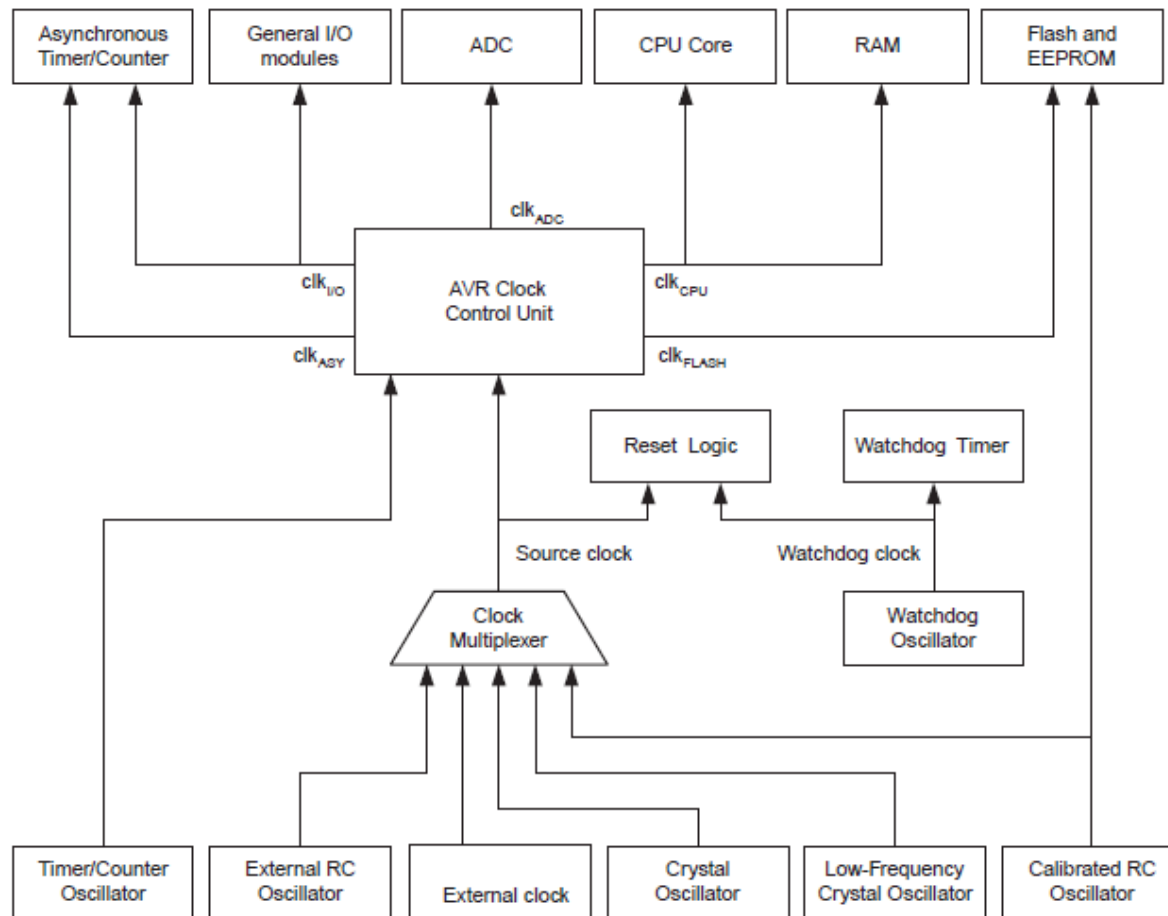 Asynchronous
Timer/Counter
General I/O
modules
ADC
CPU Core
RAM
Flash and
EEPROM
clkADC
clkI/O
clkCPU
AVR Clock
Control Unit
clkASY
clkFLASH
Reset Logic
Watchdog Timer
Source clock
Watchdog clock
Clock
Multiplexer
Watchdog
Oscillator
Timer/Counter
Oscillator
External RC
Oscillator
External clock
Crystal
Oscillator
Low-Frequency
Crystal Oscillator
Calibrated RC
Oscillator